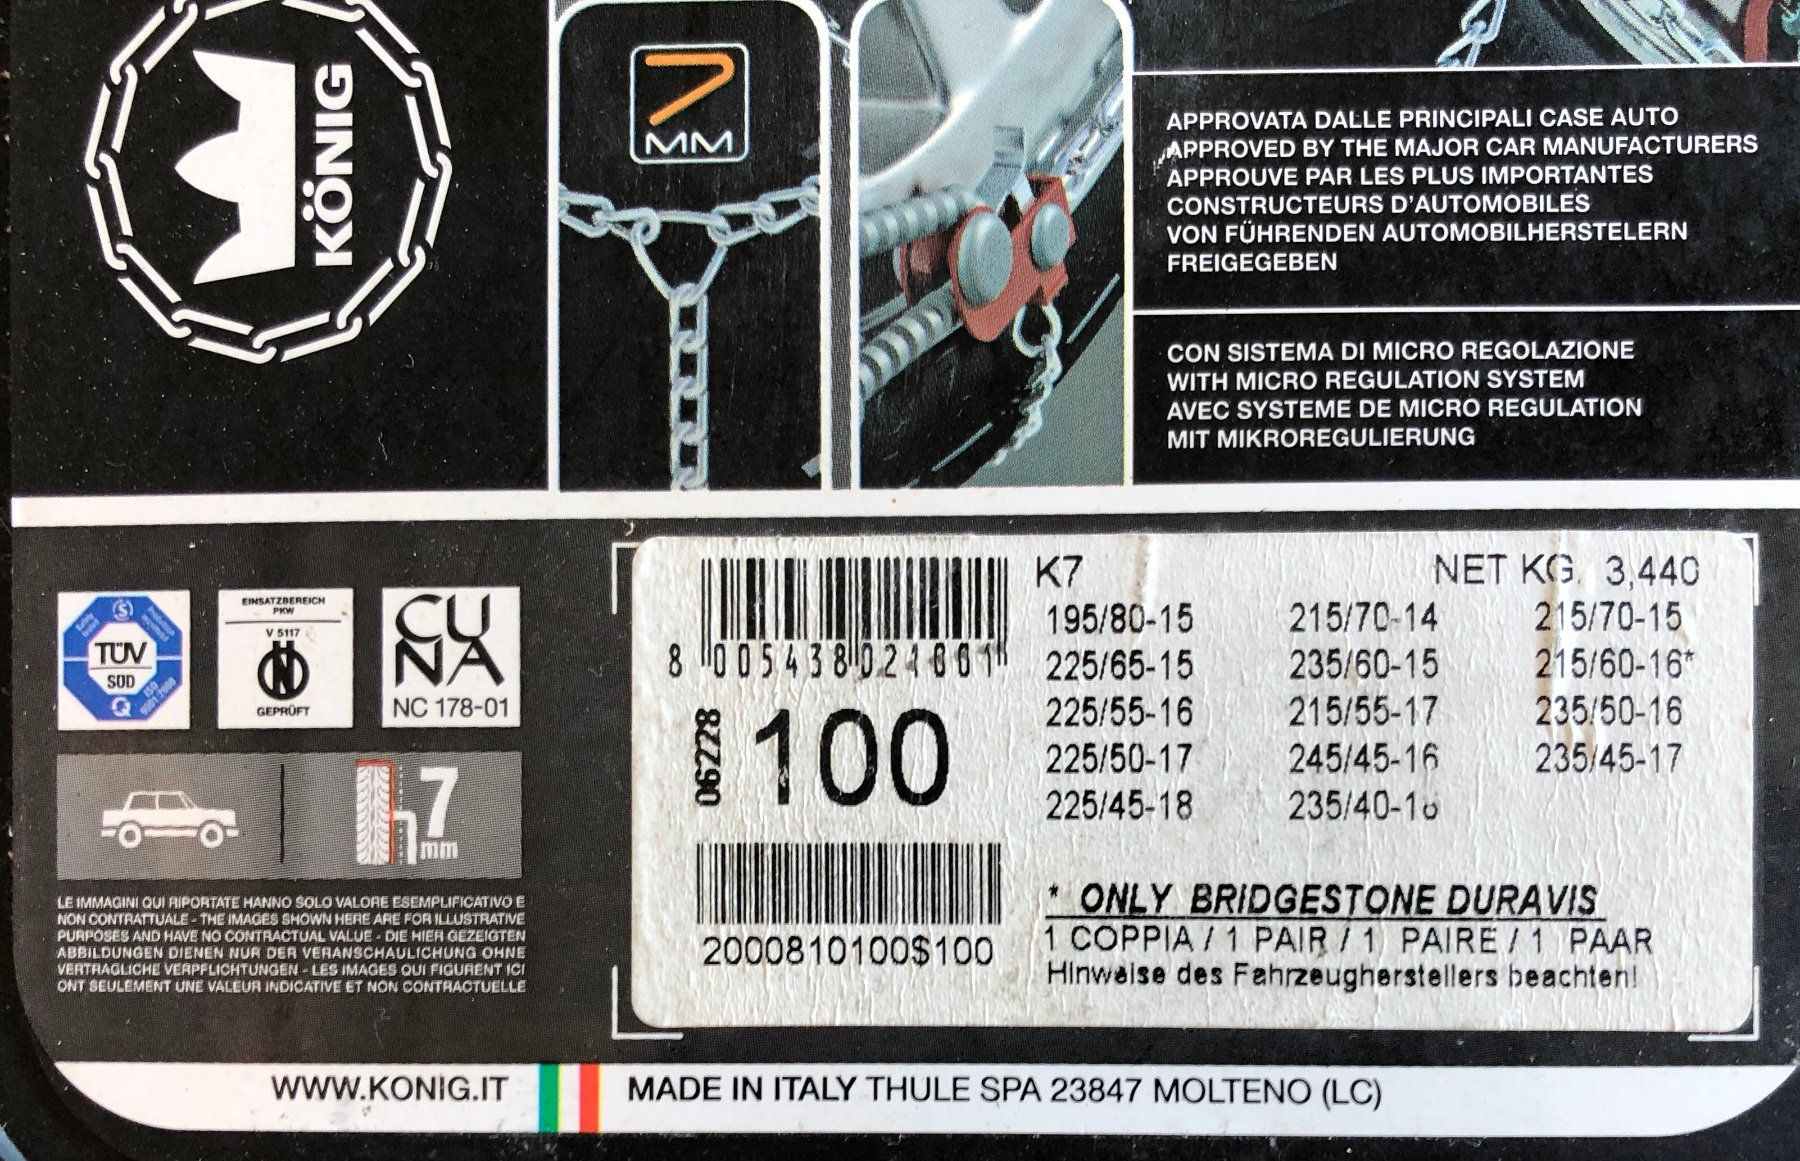 KÖNIG
7
MM
APPROVATA DALLE PRINCIPALI CASE AUTO
APPROVED BY THE MAJOR CAR MANUFACTURERS
APPROUVE PAR LES PLUS IMPORTANTES
CONSTRUCTEURS D'AUTOMOBILES
VON FÜHRENDEN AUTOMOBILHERSTELERN
FREIGEGEBEN
CON SISTEMA DI MICRO REGOLAZIONE
WITH MICRO REGULATION SYSTEM
AVEC SYSTEME DE MICRO REGULATION
MIT MIKROREGULIERUNG
TÜV
SÜD
ISO
EINSATZBEREICH
PKW
V 5117
GEPRÜFT
CU
NA
NC 178-01
7
mm
LE IMMAGINI QUI RIPORTATE HANNO SOLO VALORE ESEMPLIFICATIVO E
NON CONTRATTUALE - THE IMAGES SHOWN HERE ARE FOR ILLUSTRATIVE
PURPOSES AND HAVE NO CONTRACTUAL VALUE - DIE HIER GEZEIGTEN
ABBILDUNGEN DIENEN NUR DER VERANSCHAULICHUNG OHNE
VERTRAGLICHE VERPFLICHTUNGEN - LES IMAGES QUI FIGURENT ICI
ONT SEULEMENT UNE VALEUR INDICATIVE ET NON CONTRACTUELLE
8 005438021001
062228
100
2000810100$100
K7 NET KG. 3,440
195/80-15 215/70-14 215/70-15
225/65-15 235/60-15 215/60-16*
225/55-16 215/55-17 235/50-16
225/50-17 245/45-16 235/45-17
225/45-18 235/40-18
* ONLY BRIDGESTONE DURAVIS
1 COPPIA / 1 PAIR / 1 PAIRE / 1 PAAR
Hinweise des Fahrzeugherstellers beachten!
WWW.KONIG.IT
MADE IN ITALY THULE SPA 23847 MOLTENO (LC)